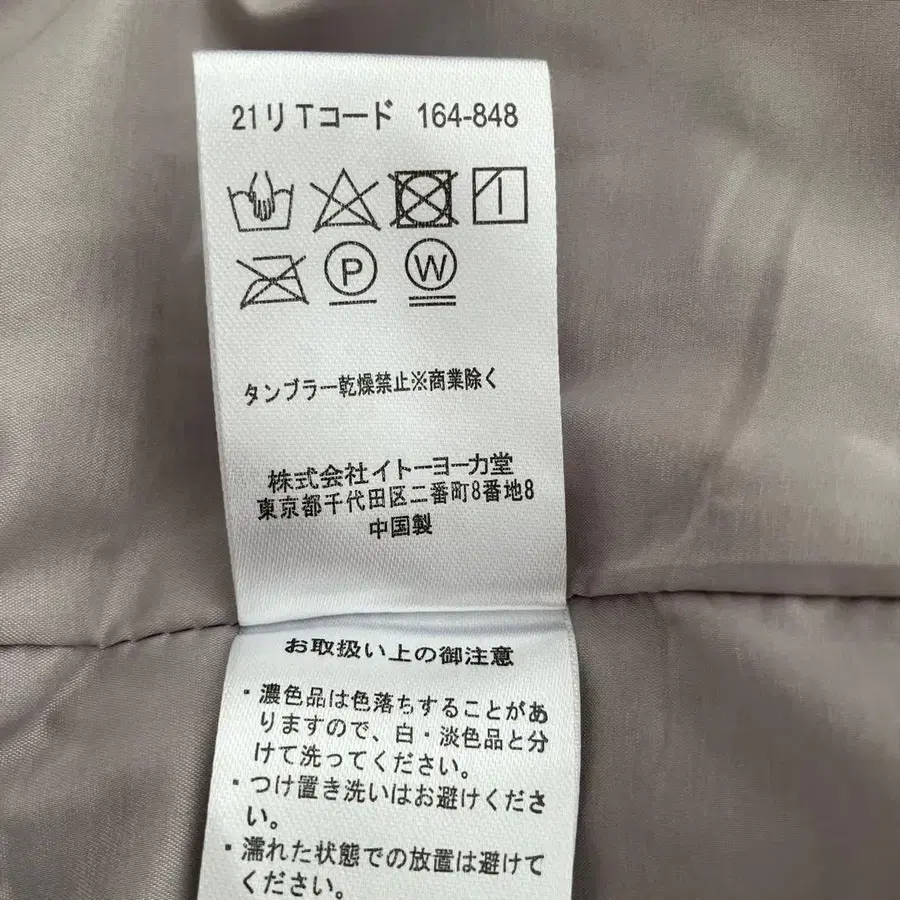 21リTコード 164-848
P W
タンブラー乾燥禁止※商業除く
株式会社イトーヨーカ堂
東京都千代田区二番町8番地8
中国製
お取扱い上の御注意
・濃色品は色落ちすることがあ
りますので、白・淡色品と分
けて洗ってください。
・つけ置き洗いはお避けくださ
い。
・濡れた状態での放置は避けて
ください。